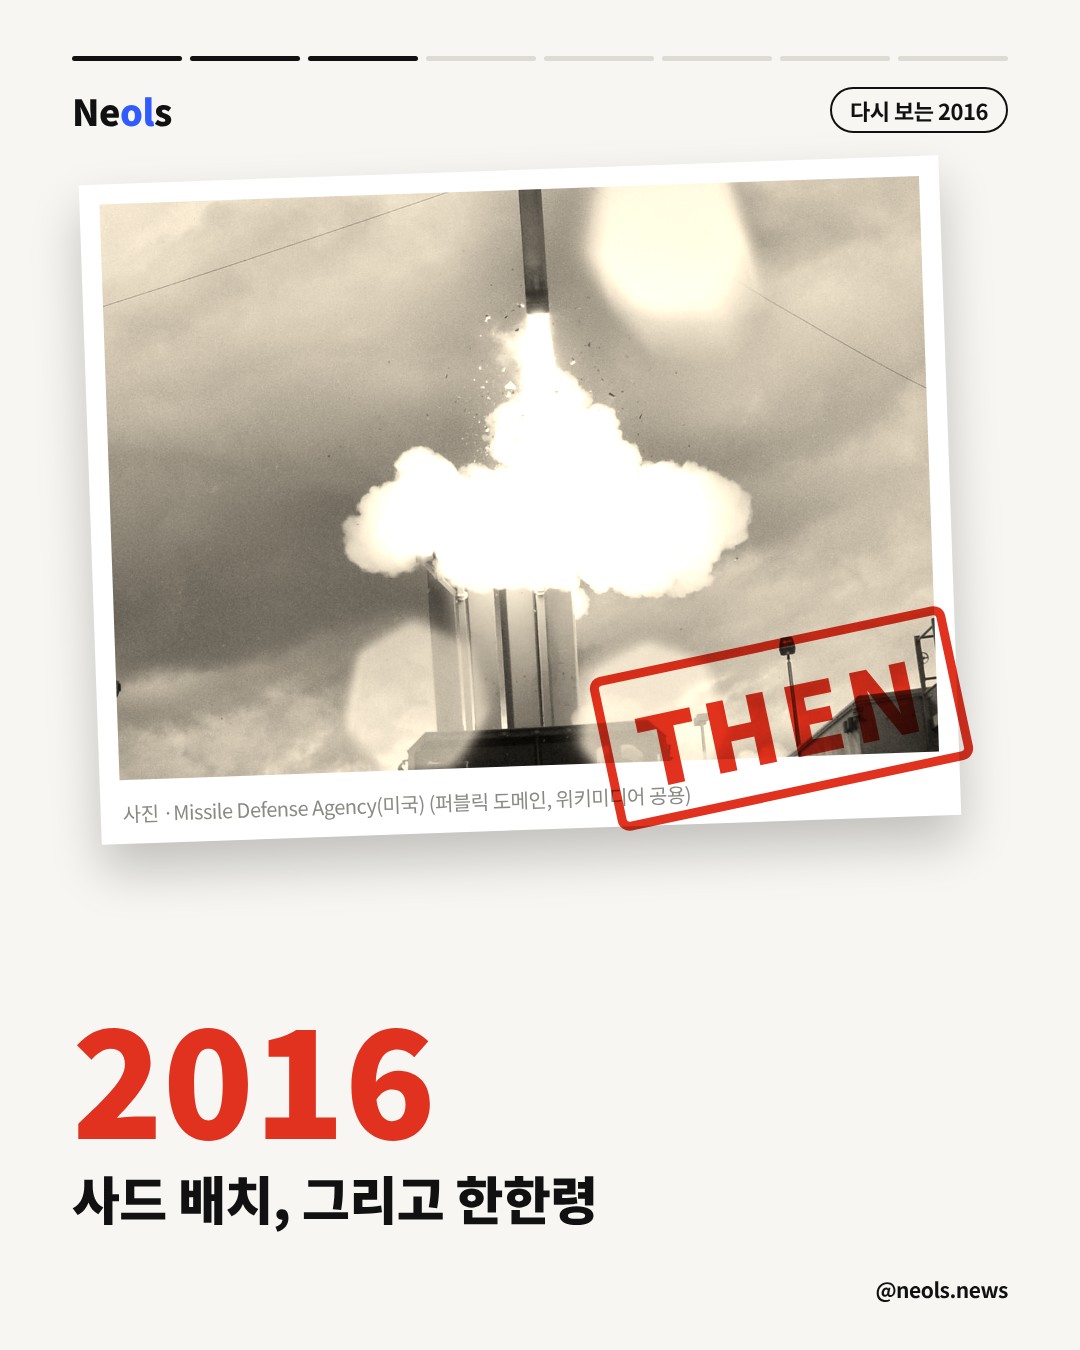 Neols
다시 보는 2016
사진 · Missile Defense Agency(미국) (퍼블릭 도메인, 위키미디어 공용)
THEN
2016
사드 배치, 그리고 한한령
@neols.news